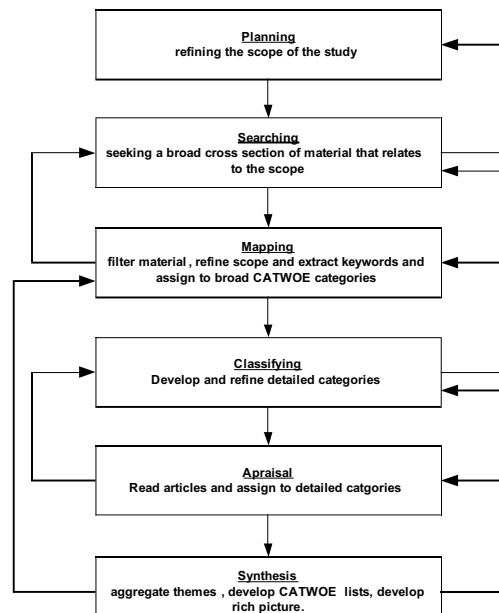 Planning
refining the scope of the study
Searching
seeking a broad cross section of material that relates
to the scope
Mapping
filter material , refine scope and extract keywords and
assign to broad CATWOE categories
Classifying
Develop and refine detailed categories
Apraisal
Read articles and assign to detailed catgories
Synthesis
aggregate themes , develop CATWOE lists, develop
rich picture.